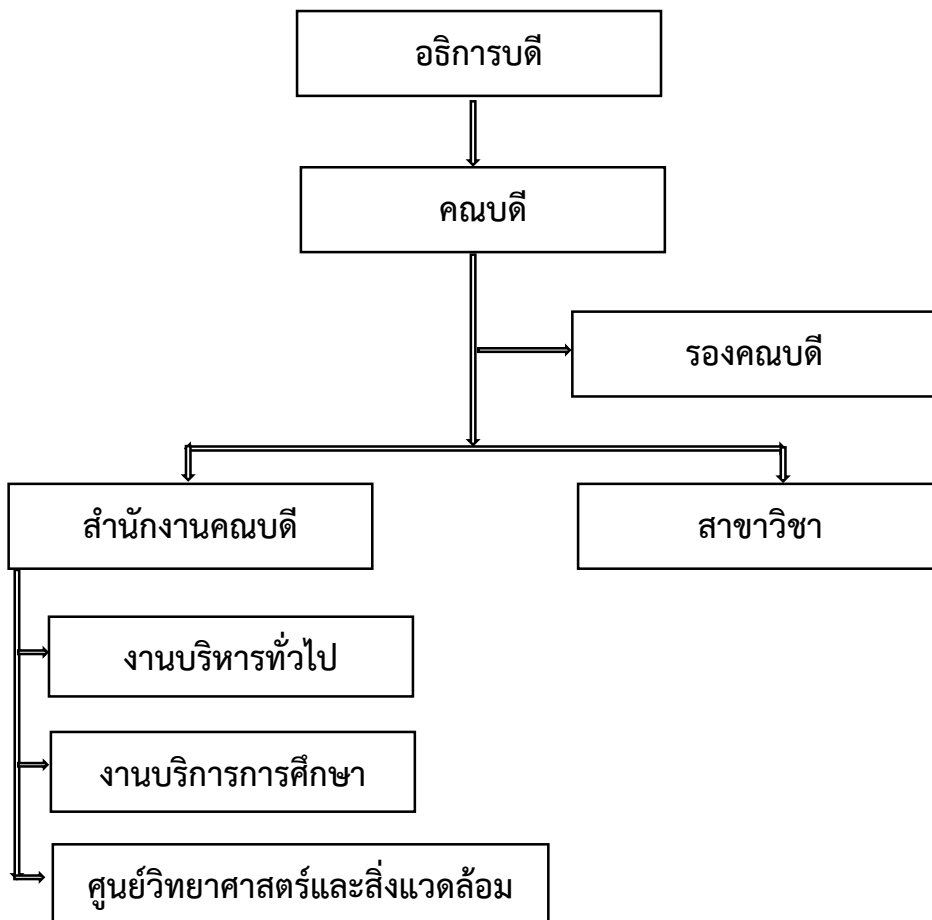 อธิการบดี
คณบดี
รองคณบดี
สำนักงานคณบดี
สาขาวิชา
งานบริหารทั่วไป
งานบริการการศึกษา
ศูนย์วิทยาศาสตร์และสิ่งแวดล้อม